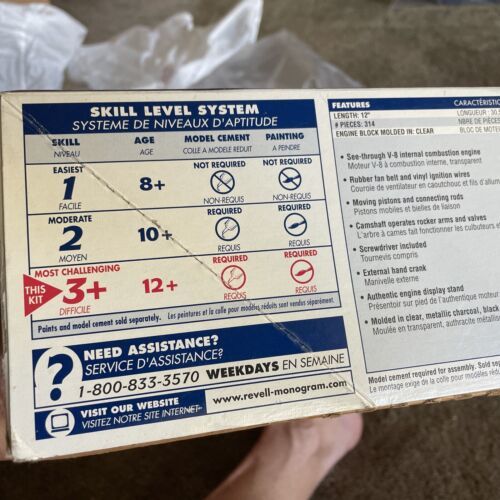 SKILL LEVEL SYSTEM
SYSTEME DE NIVEAUX D'APTITUDE
SKILL AGE MODEL CEMENT PAINTING
NIVEAU AGE COLLE A MODELE REDUIT A PEINDRE
EASIEST NOT REQUIRED NOT REQUIRED
1 8+
FACILE NON-REQUIS NON-REQUIS
MODERATE REQUIRED REQUIRED
2 10+
MOYEN REQUIS REQUIS
MOST CHALLENGING REQUIRED REQUIRED
THIS KIT 3+ 12+
DIFFICILE REQUIS REQUIS
Paints and model cement sold separately. Les peintures et la colle pour modèles réduits sont vendus séparément.
NEED ASSISTANCE?
SERVICE D'ASSISTANCE?
1-800-833-3570 WEEKDAYS EN SEMAINE
VISIT OUR WEBSITE
VISITEZ NOTRE SITE INTERNET
www.revell-monogram.com
FEATURES CARACTÉRISTIC
LENGTH: 12" LONGUEUR : 30,
# PIECES: 314 NBRE DE PIÈCES
ENGINE BLOCK MOLDED IN: CLEAR BLOC DE MOT
• See-through V-8 internal combustion engine
Moteur V-8 à combustion interne, transparent
• Rubber fan belt and vinyl ignition wires
Courroie de ventilateur en caoutchouc et fils d'allum
• Moving pistons and connecting rods
Pistons mobiles et bielles de liaison
• Camshaft operates rocker arms and valves
L'arbre à cames fait fonctionner les culbuteurs et
• Screwdriver included
Tournevis compris
• External hand crank
Manivelle externe
• Authentic engine display stand
Présentoir sur pied de l'authentique moteur
• Molded in clear, metallic charcoal, black
Moulée en transparent, anthracite métallis
Model cement required for assembly. Sold sepa
Le montage exige de la colle pour modèles rédu